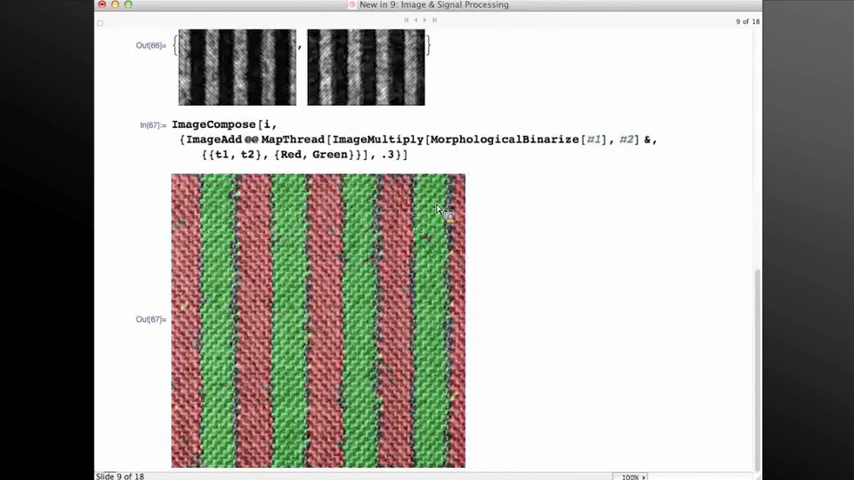 New in 9: Image & Signal Processing
9 of 18
Out[66]= { , }
In[67]:= ImageCompose[i,
{ImageAdd @@ MapThread[ImageMultiply[MorphologicalBinarize[#1], #2] &,
{{t1, t2}, {Red, Green}}], .3}]
Out[67]=
Slide 9 of 18
100%